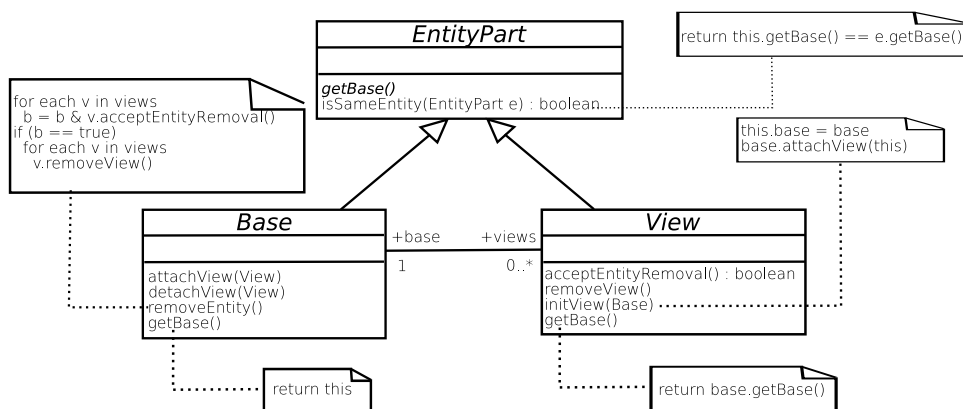 EntityPart
getBase()
isSameEntity(EntityPart e) : boolean
return this.getBase() == e.getBase()
for each v in views
b = b & v.acceptEntityRemoval()
if (b == true)
for each v in views
v.removeView()
this.base = base
base.attachView(this)
Base
attachView(View)
detachView(View)
removeEntity()
getBase()
+base
1
+views
0..*
View
acceptEntityRemoval() : boolean
removeView()
initView(Base)
getBase()
return this
return base.getBase()